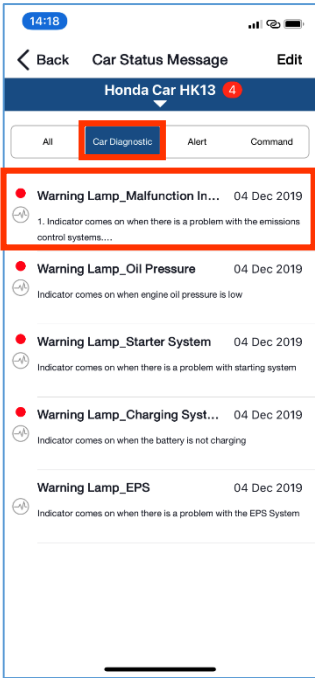 14:18
Back Car Status Message Edit
Honda Car HK13 4
All Car Diagnostic Alert Command
Warning Lamp_Malfunction In... 04 Dec 2019
1. Indicator comes on when there is a problem with the emissions
control systems....
Warning Lamp_Oil Pressure 04 Dec 2019
Indicator comes on when engine oil pressure is low
Warning Lamp_Starter System 04 Dec 2019
Indicator comes on when there is a problem with starting system
Warning Lamp_Charging Syst... 04 Dec 2019
Indicator comes on when the battery is not charging
Warning Lamp_EPS 04 Dec 2019
Indicator comes on when there is a problem with the EPS System